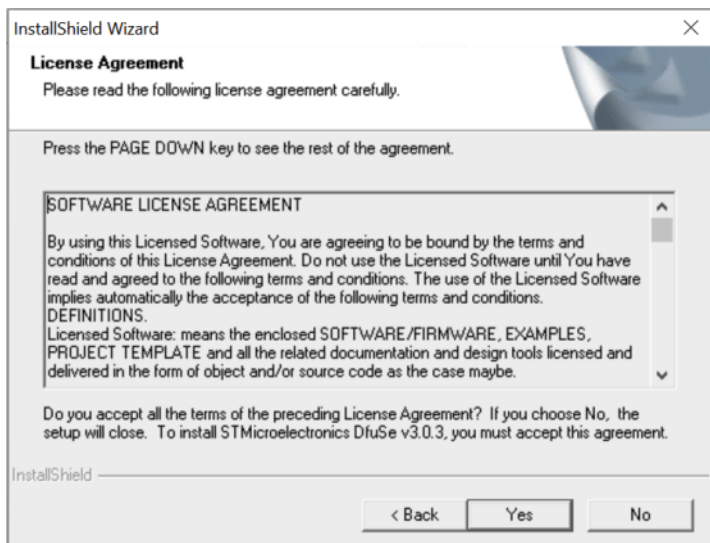 InstallShield Wizard
License Agreement
Please read the following license agreement carefully.
Press the PAGE DOWN key to see the rest of the agreement.
SOFTWARE LICENSE AGREEMENT
By using this Licensed Software, You are agreeing to be bound by the terms and
conditions of this License Agreement. Do not use the Licensed Software until You have
read and agreed to the following terms and conditions. The use of the Licensed Software
implies automatically the acceptance of the following terms and conditions.
DEFINITIONS.
Licensed Software: means the enclosed SOFTWARE/FIRMWARE, EXAMPLES,
PROJECT TEMPLATE and all the related documentation and design tools licensed and
delivered in the form of object and/or source code as the case maybe.
Do you accept all the terms of the preceding License Agreement? If you choose No, the
setup will close. To install STMicroelectronics DfuSe v3.0.3, you must accept this agreement.
InstallShield
< Back Yes No